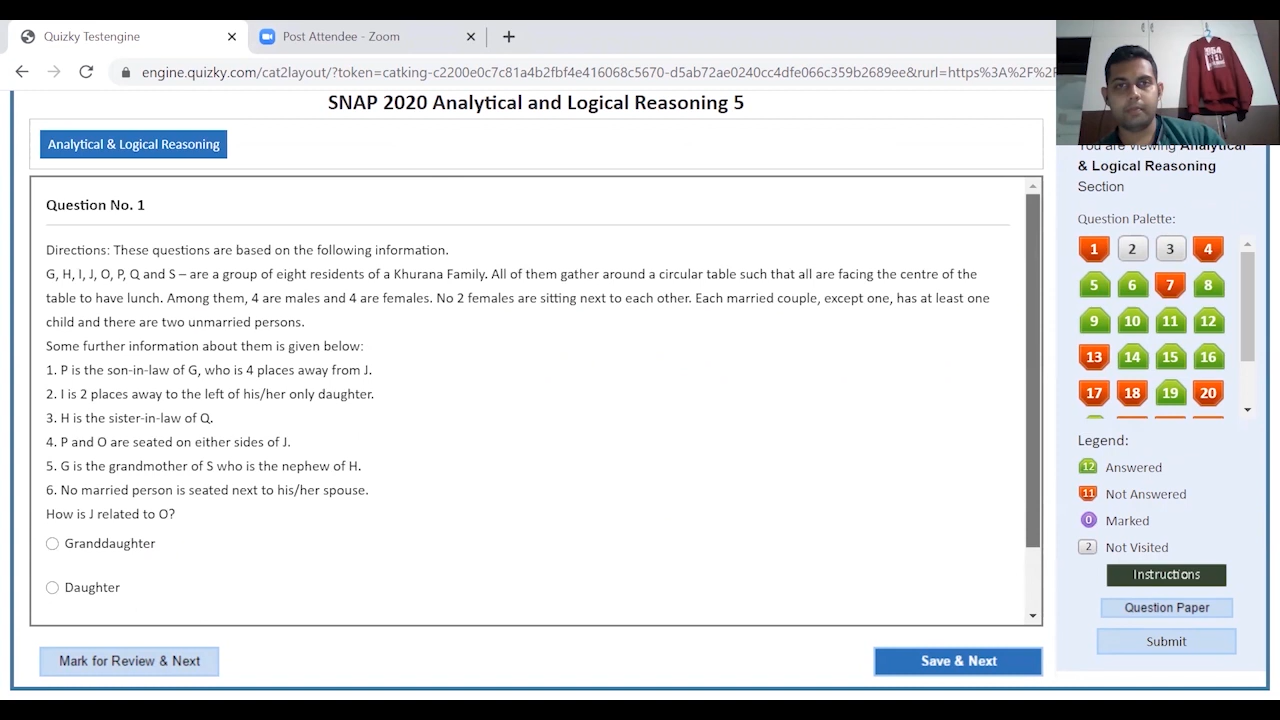 Quizky Testengine
Post Attendee - Zoom
engine.quizky.com/cat2layout/?token=catking-c2200e0c7c61a4b2fbf4e416068c5670-d5ab72ae0240cc4dfe066c359b2689ee&rurl=https%3A%2F%2F
SNAP 2020 Analytical and Logical Reasoning 5
Analytical & Logical Reasoning
Question No. 1
Directions: These questions are based on the following information.
G, H, I, J, O, P, Q and S – are a group of eight residents of a Khurana Family. All of them gather around a circular table such that all are facing the centre of the
table to have lunch. Among them, 4 are males and 4 are females. No 2 females are sitting next to each other. Each married couple, except one, has at least one
child and there are two unmarried persons.
Some further information about them is given below:
1. P is the son-in-law of G, who is 4 places away from J.
2. I is 2 places away to the left of his/her only daughter.
3. H is the sister-in-law of Q.
4. P and O are seated on either sides of J.
5. G is the grandmother of S who is the nephew of H.
6. No married person is seated next to his/her spouse.
How is J related to O?
Granddaughter
Daughter
Mark for Review & Next
Save & Next
You are viewing Analytical
& Logical Reasoning
Section
Question Palette:
1 2 3 4
5 6 7 8
9 10 11 12
13 14 15 16
17 18 19 20
Legend:
12 Answered
11 Not Answered
0 Marked
2 Not Visited
Instructions
Question Paper
Submit